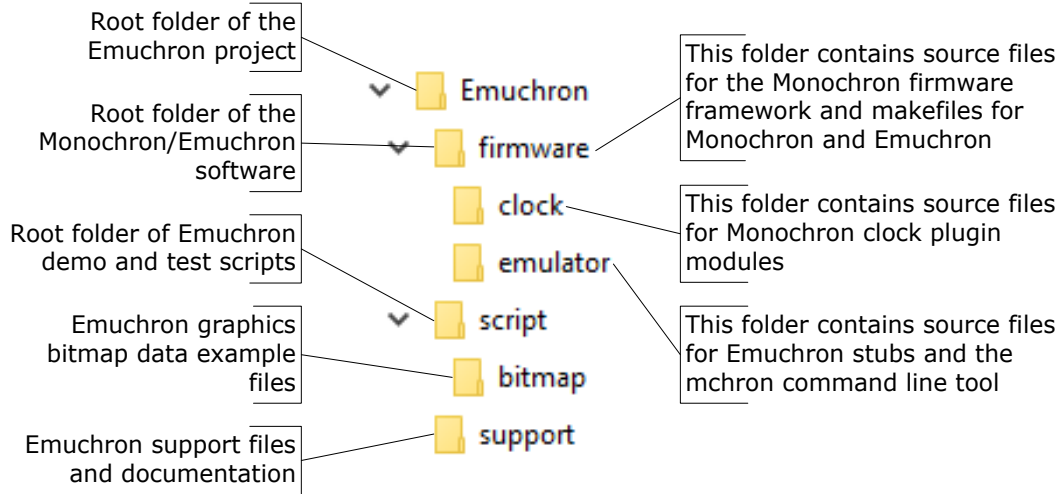 Root folder of the
Emuchron project
Root folder of the
Monochron/Emuchron
software
Root folder of Emuchron
demo and test scripts
Emuchron graphics
bitmap data example
files
Emuchron support files
and documentation
Emuchron
firmware
clock
emulator
script
bitmap
support
This folder contains source files
for the Monochron firmware
framework and makefiles for
Monochron and Emuchron
This folder contains source files
for Monochron clock plugin
modules
This folder contains source files
for Emuchron stubs and the
mchron command line tool